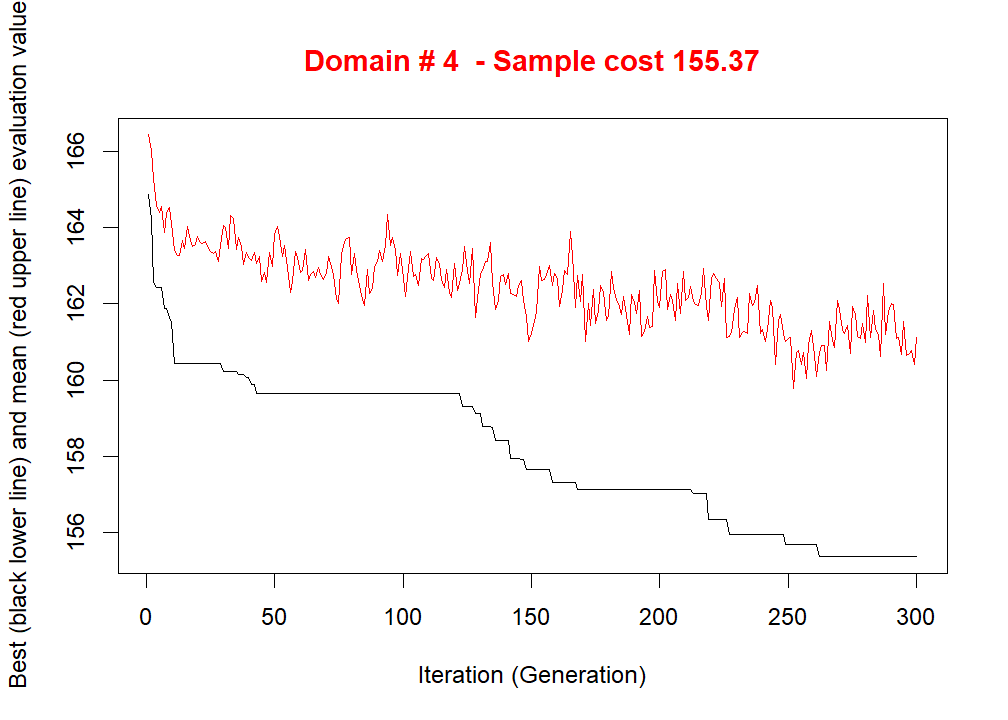 Domain # 4  - Sample cost 155.37
Best (black lower line) and mean (red upper line) evaluation value
166
164
162
160
158
156
0 50 100 150 200 250 300
Iteration (Generation)